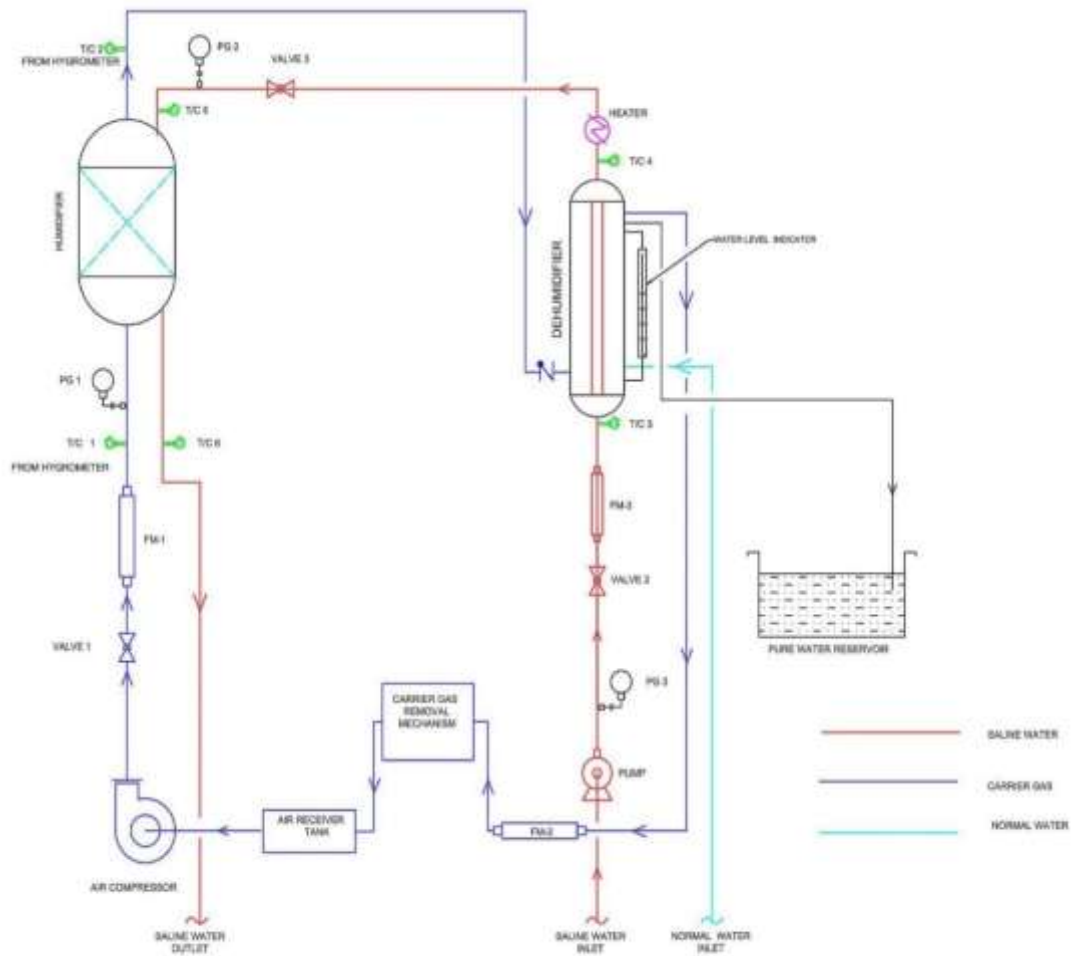 T/C 2
FROM HYGROMETER
PG 2
VALVE 3
T/C 5
HEATER
T/C 4
HUMIDIFIER
DEHUMIDIFIER
WATER LEVEL INDICATOR
PG 1
T/C 1
T/C 6
FROM HYGROMETER
T/C 3
FM-1
FM-3
VALVE 2
VALVE 1
PURE WATER RESERVOIR
CARRIER GAS
REMOVAL
MECHANISM
PG-3
SALINE WATER
PUMP
CARRIER GAS
AIR RECEIVER
TANK
FM-2
NORMAL WATER
AIR COMPRESSOR
SALINE WATER
OUTLET
SALINE WATER
INLET
NORMAL WATER
INLET